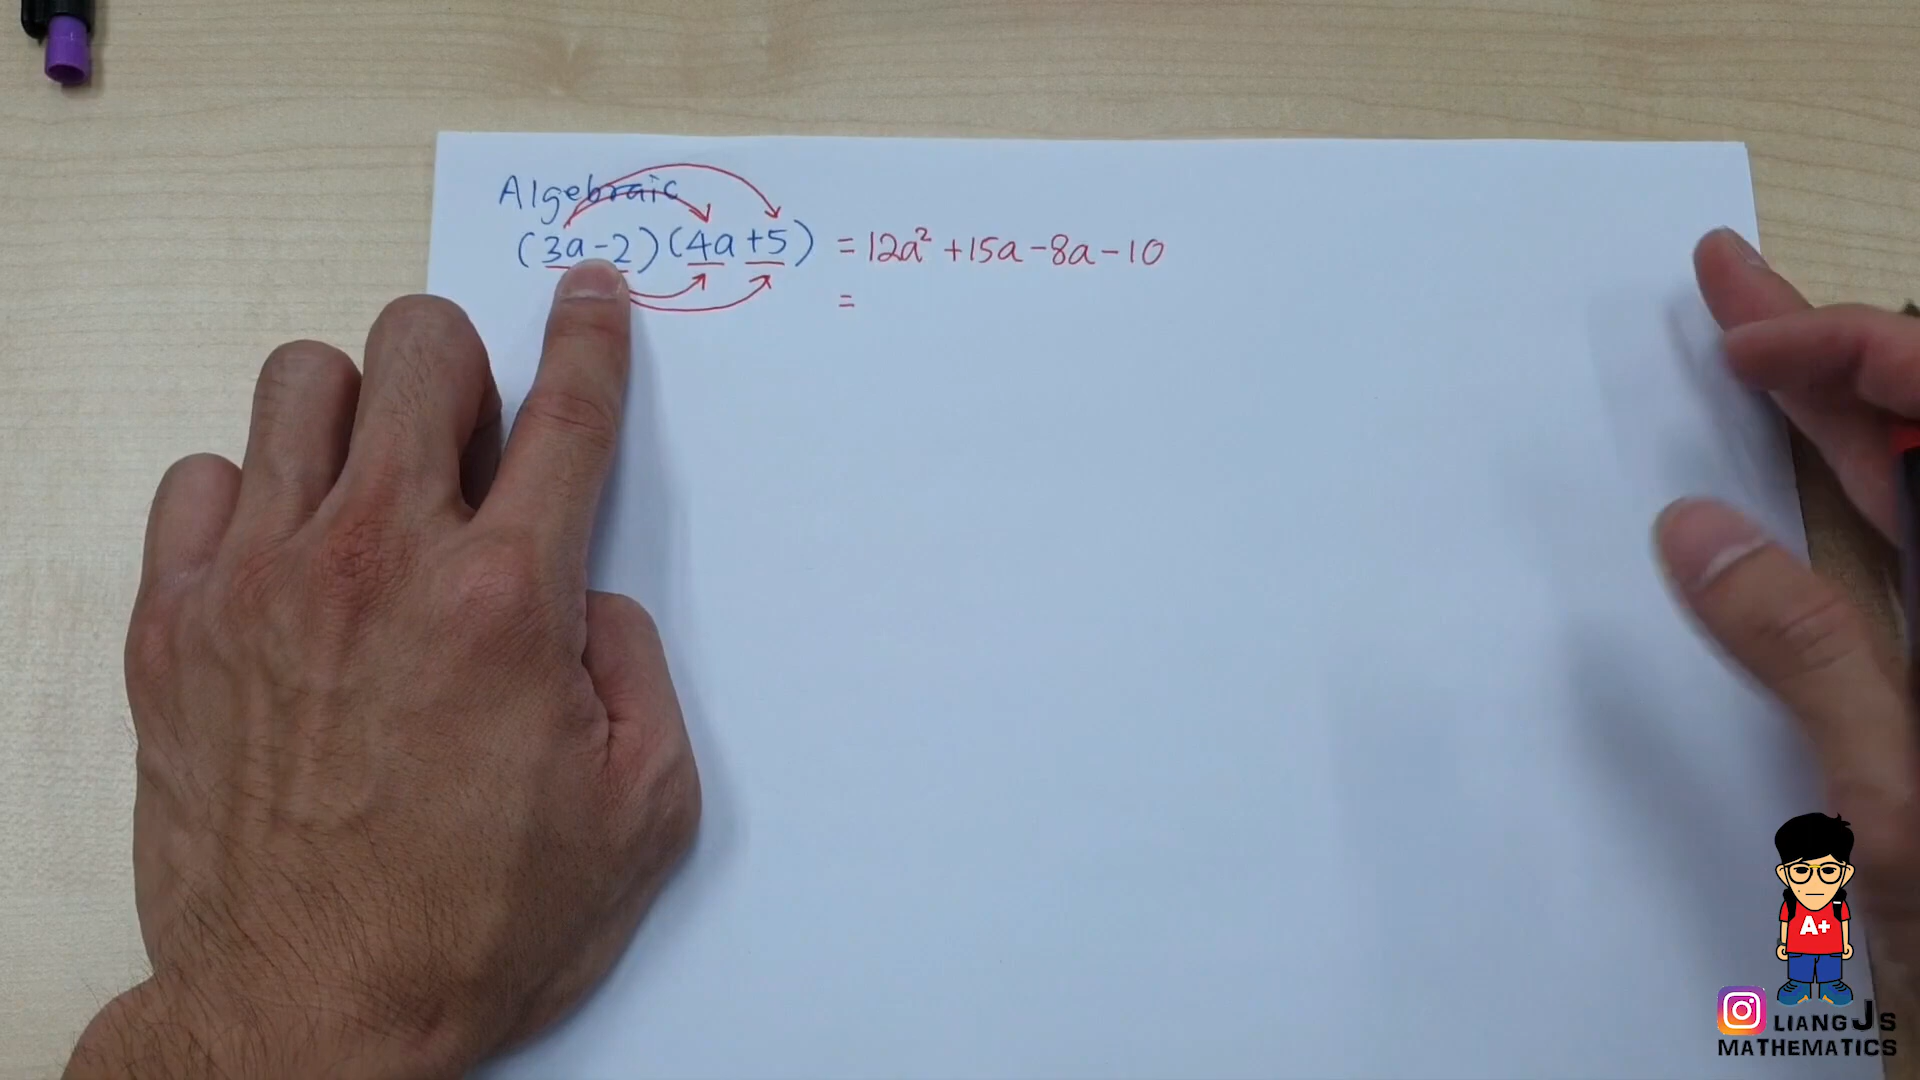 Algebraic
(3a-2)(4a+5) = 12a² +15a -8a -10
=
A+
LIANGJS
MATHEMATICS